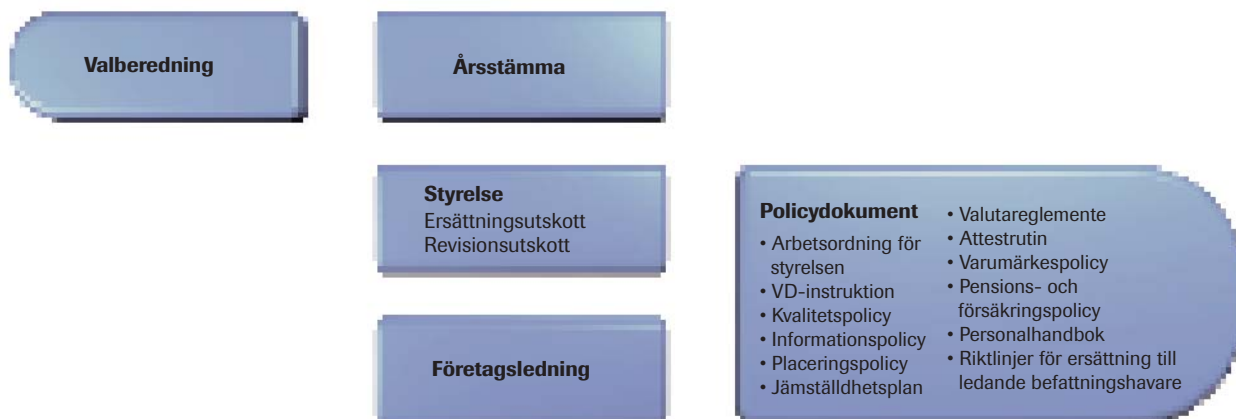 Valberedning
Årsstämma
Styrelse
Ersättningsutskott
Revisionsutskott
Företagsledning
Policydokument
• Arbetsordning för
styrelsen
• VD-instruktion
• Kvalitetspolicy
• Informationspolicy
• Placeringspolicy
• Jämställdhetsplan
• Valutareglemente
• Attestrutin
• Varumärkespolicy
• Pensions- och
försäkringspolicy
• Personalhandbok
• Riktlinjer för ersättning till
ledande befattningshavare